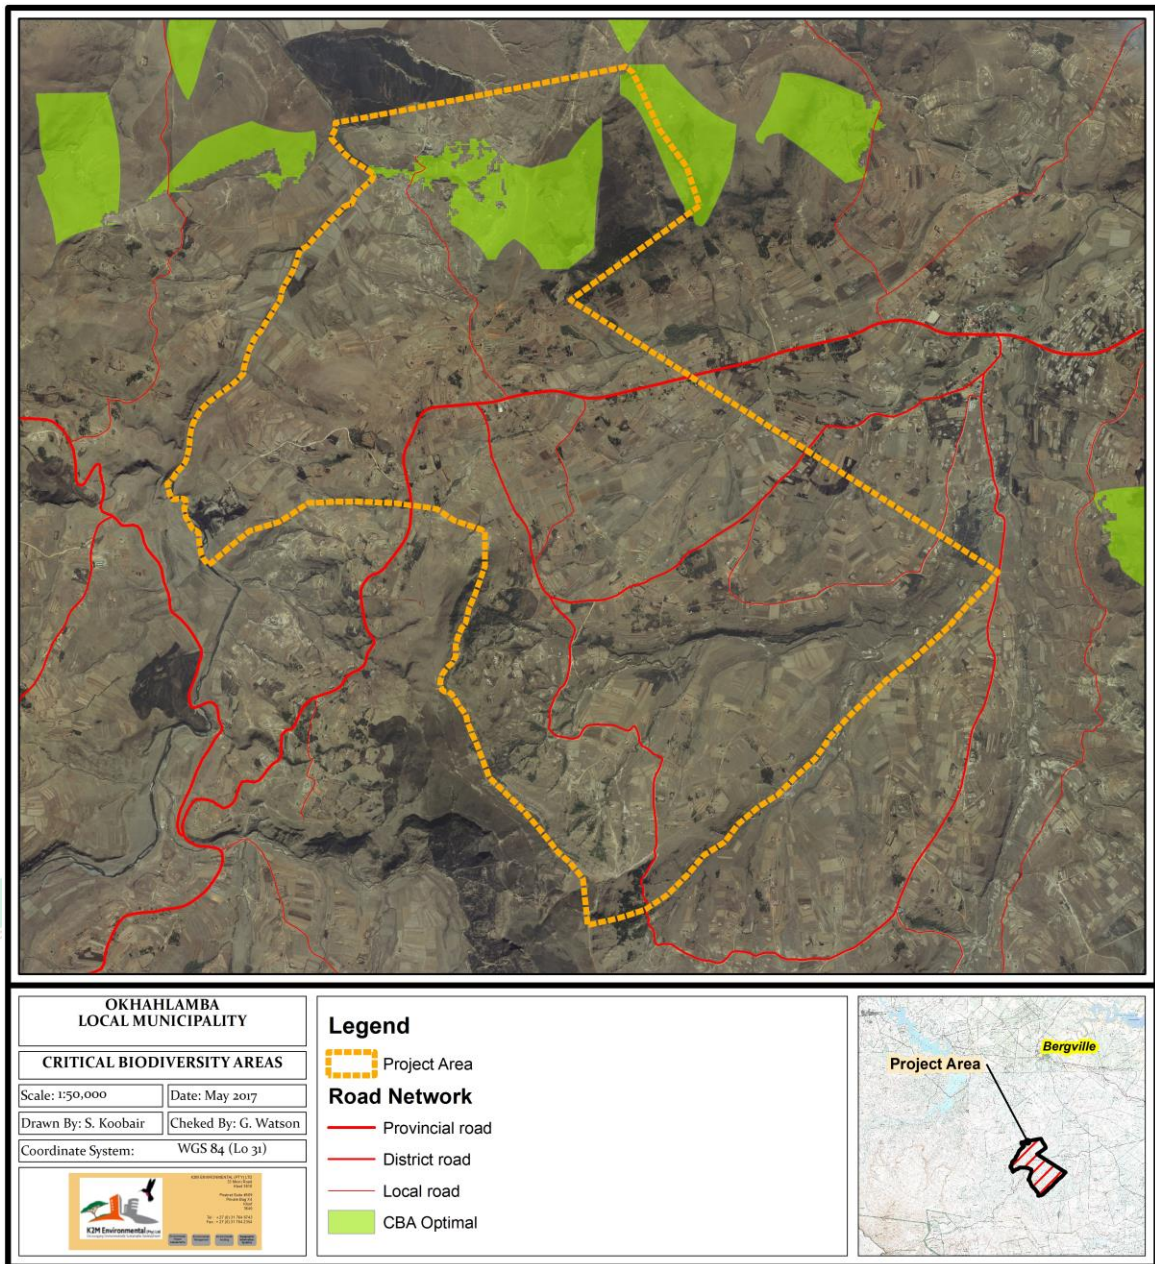 OKHAHLAMBA
LOCAL MUNICIPALITY
CRITICAL BIODIVERSITY AREAS
Scale: 1:50,000
Date: May 2017
Drawn By: S. Koobair
Cheked By: G. Watson
Coordinate System:
WGS 84 (Lo 31)
K2M Environmental (Pty) Ltd
Legend
Project Area
Road Network
Provincial road
District road
Local road
CBA Optimal
Bergville
Project Area